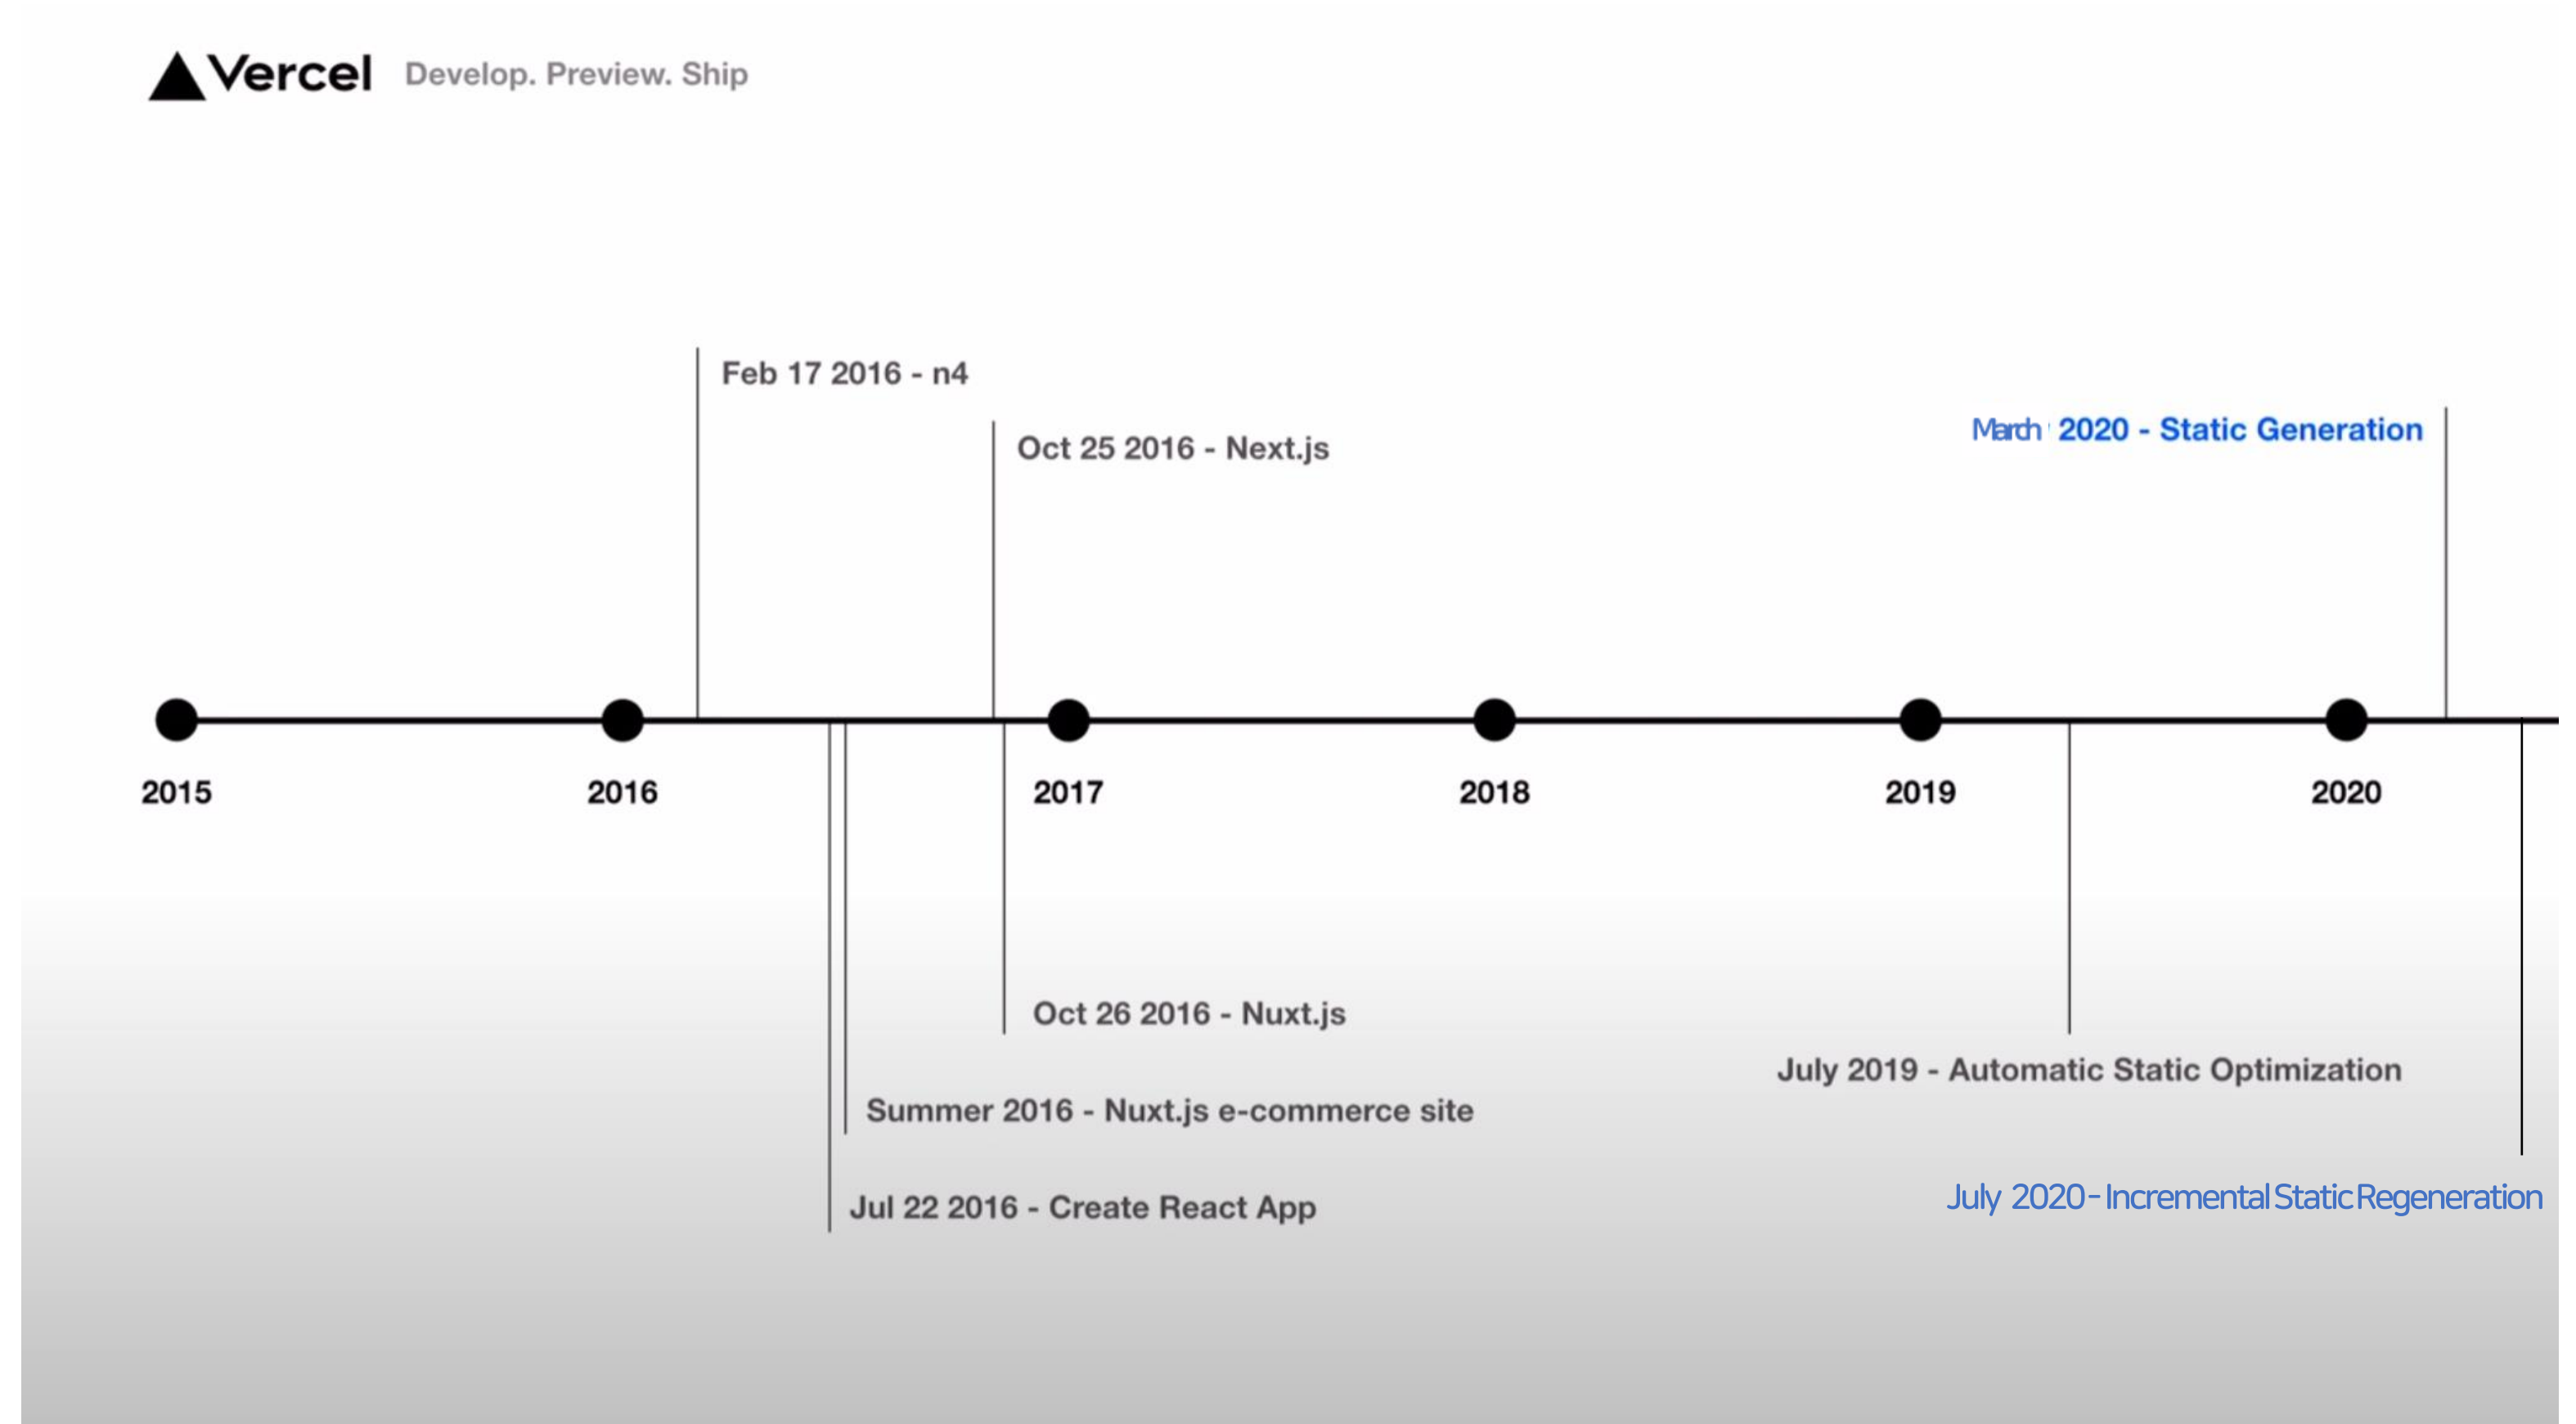 Vercel Develop. Preview. Ship
Feb 17 2016 - n4
Oct 25 2016 - Next.js
March 2020 - Static Generation
2015 2016 2017 2018 2019 2020
Oct 26 2016 - Nuxt.js
July 2019 - Automatic Static Optimization
Summer 2016 - Nuxt.js e-commerce site
July 2020 - Incremental Static Regeneration
Jul 22 2016 - Create React App